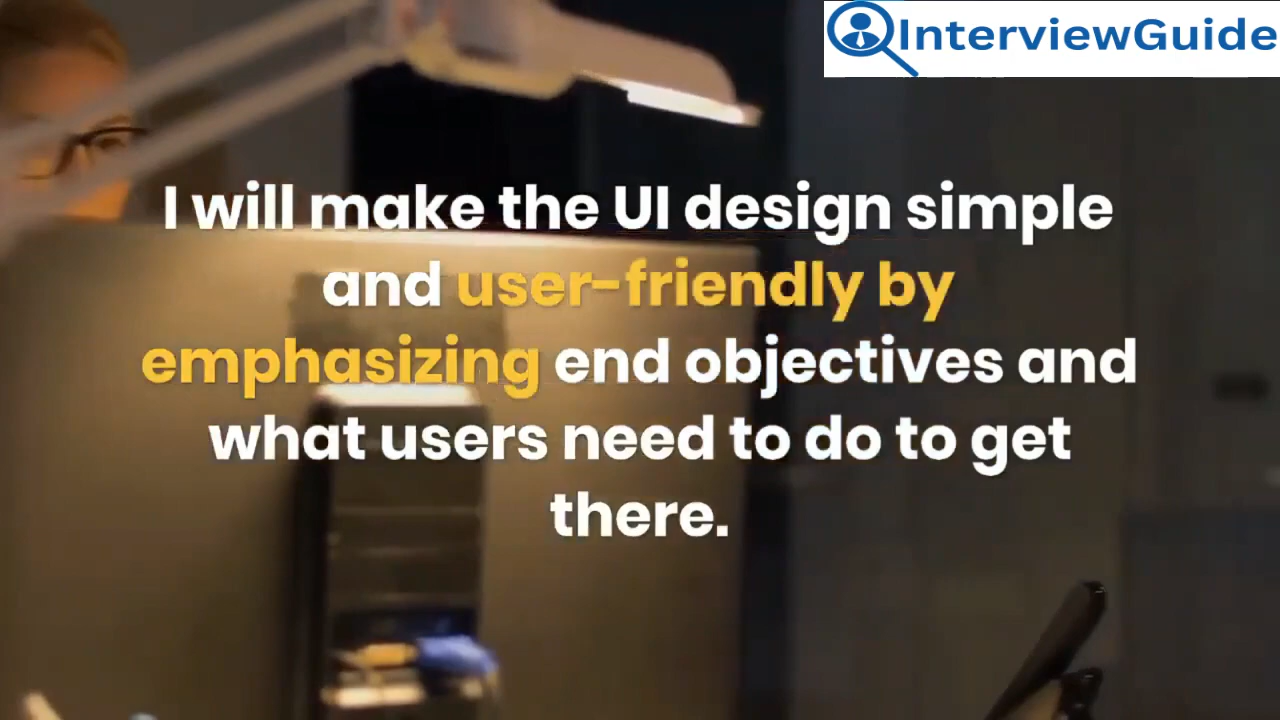 InterviewGuide
I will make the UI design simple
and user-friendly by
emphasizing end objectives and
what users need to do to get
there.